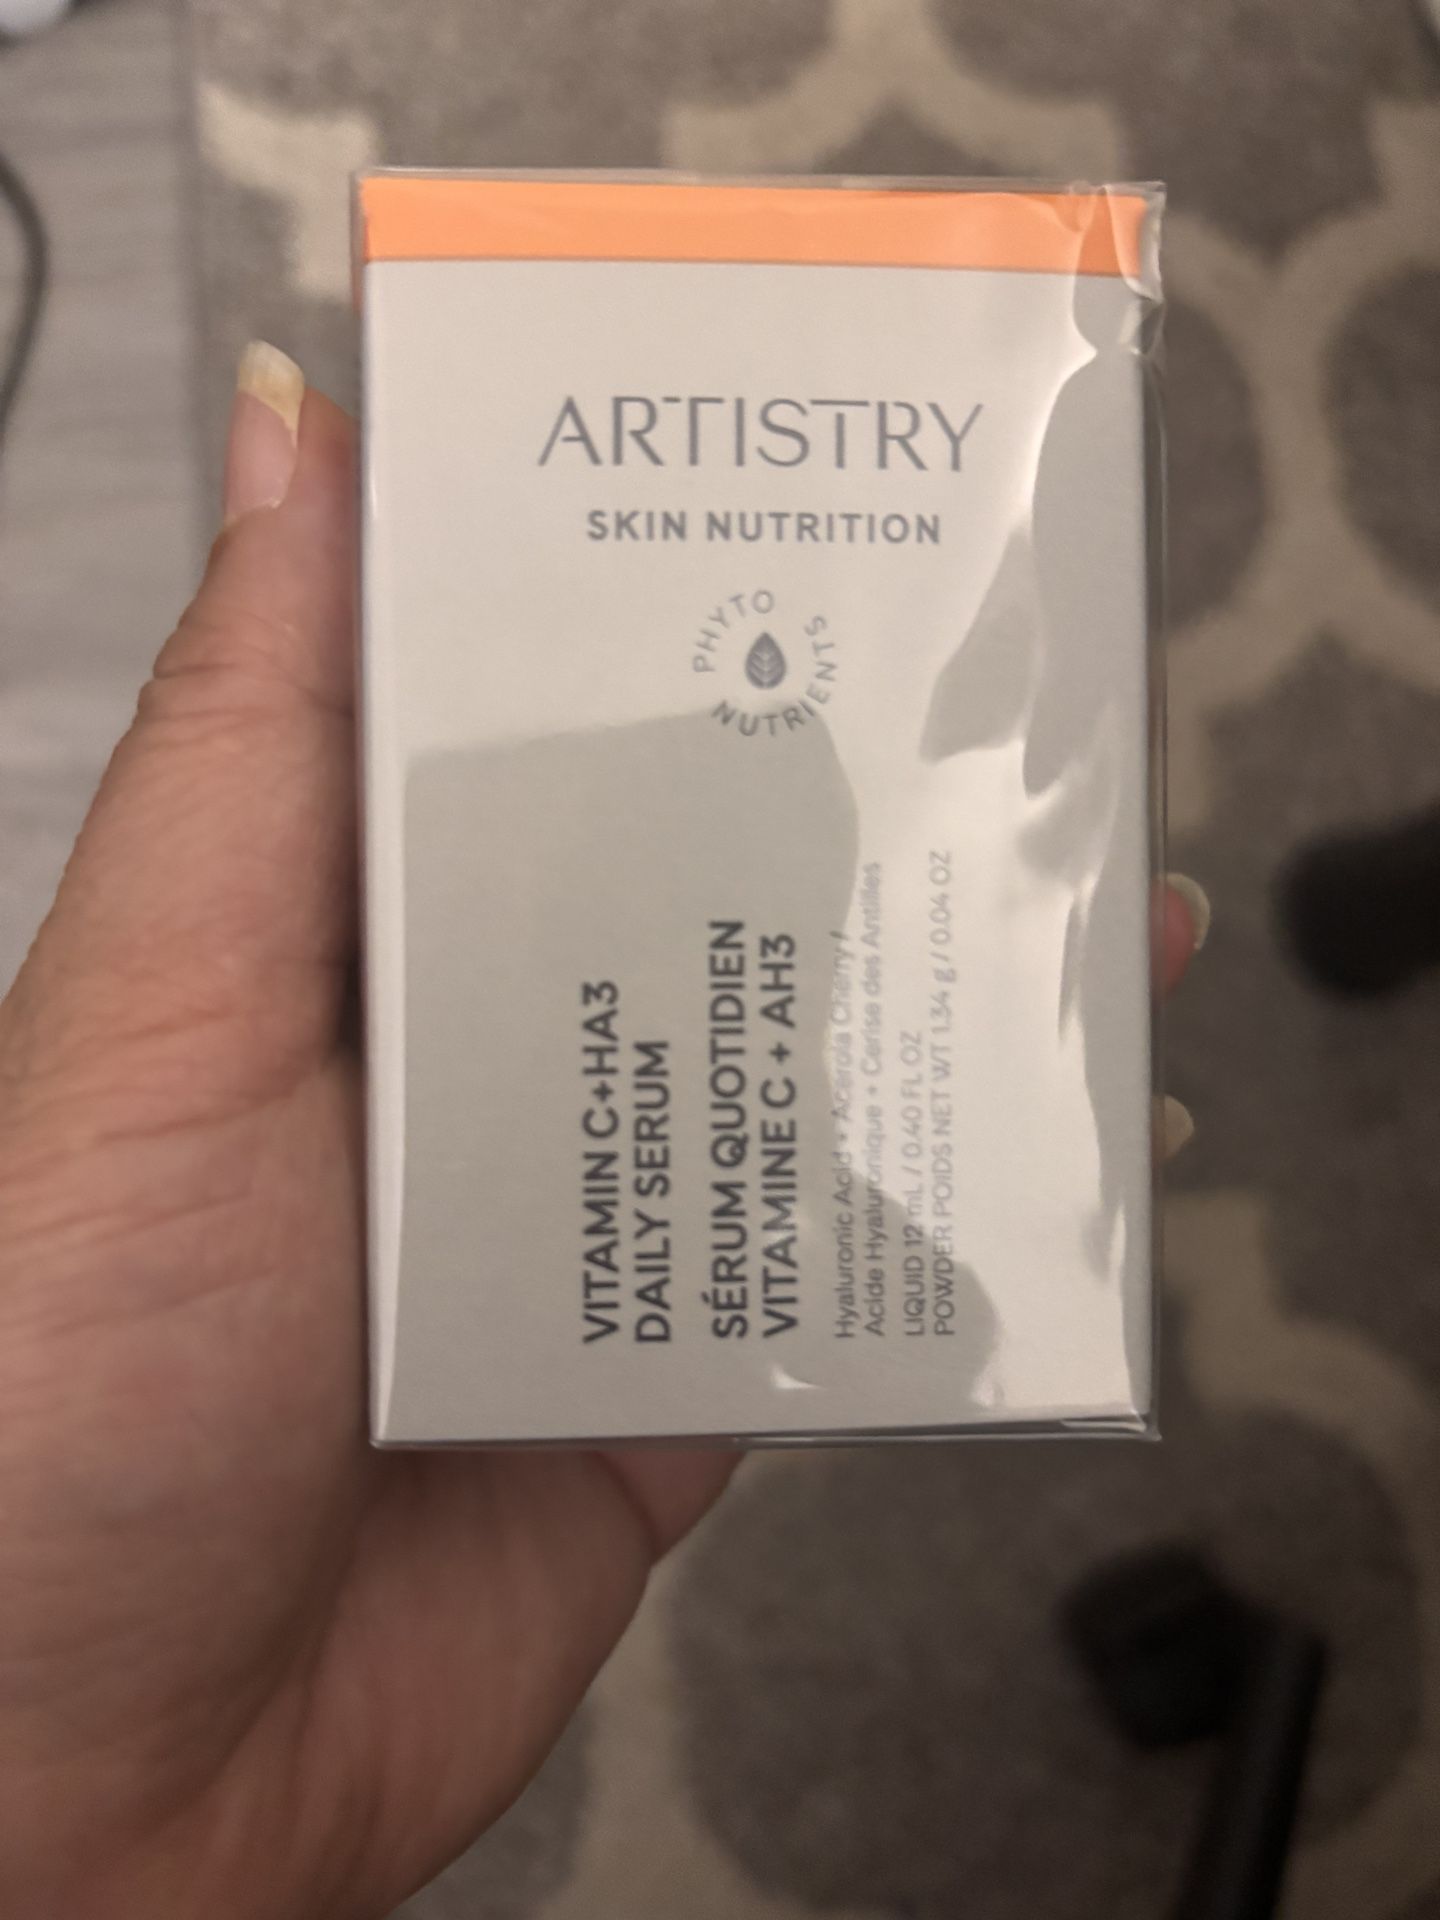 ARTISTRY
SKIN NUTRITION
PHYTO
NUTRIENTS
VITAMIN C+HA3
DAILY SERUM
SÉRUM QUOTIDIEN
VITAMINE C + AH3
Hyaluronic Acid + Acerola Cherry /
Acide Hyaluronique + Cerise des Antilles
LIQUID 12 mL / 0.40 FL OZ
POWDER POIDS NET WT 1.34 g / 0.04 OZ